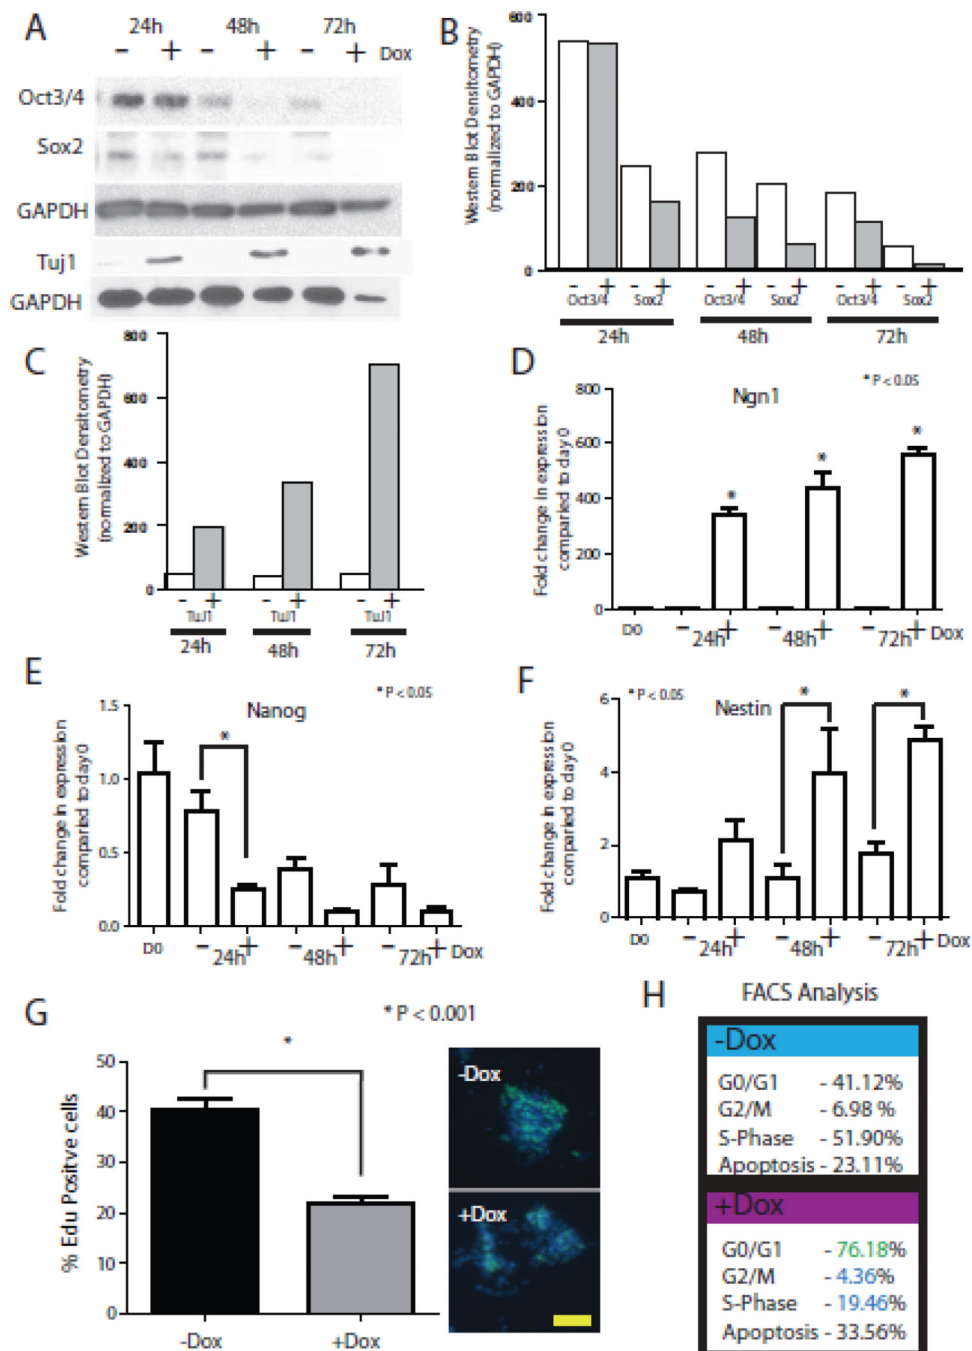 A
24h 48h 72h
- + - + - + Dox
Oct3/4
Sox2
GAPDH
Tuj1
GAPDH
B
Western Blot Densitometry
(normalized to GAPDH)
600
400
200
0
- + - + - + - + - + - +
Oct3/4 Sox2 Oct3/4 Sox2 Oct3/4 Sox2
24h 48h 72h
C
Western Blot Densitometry
(normalized to GAPDH)
800
600
400
200
0
- + - + - +
TuJ1 TuJ1 TuJ1
24h 48h 72h
D
* P < 0.05
Ngn1
Fold change in expression
compared to day 0
800
600
400
200
0
* * *
D0 - 24h + - 48h + - 72h + Dox
E
* P < 0.05
Nanog
Fold change in expression
compared to day 0
1.5
1.0
0.5
0.0
*
D0 - 24h + - 48h + - 72h + Dox
F
* P < 0.05
Nestin
Fold change in expression
compared to day 0
6
4
2
0
* *
D0 - 24h + - 48h + - 72h + Dox
G
* P < 0.001
*
% Edu Positve cells
50
40
30
20
10
0
-Dox +Dox
-Dox
+Dox
H
FACS Analysis
-Dox
G0/G1 - 41.12%
G2/M - 6.98 %
S-Phase - 51.90%
Apoptosis - 23.11%
+Dox
G0/G1 - 76.18%
G2/M - 4.36%
S-Phase - 19.46%
Apoptosis - 33.56%